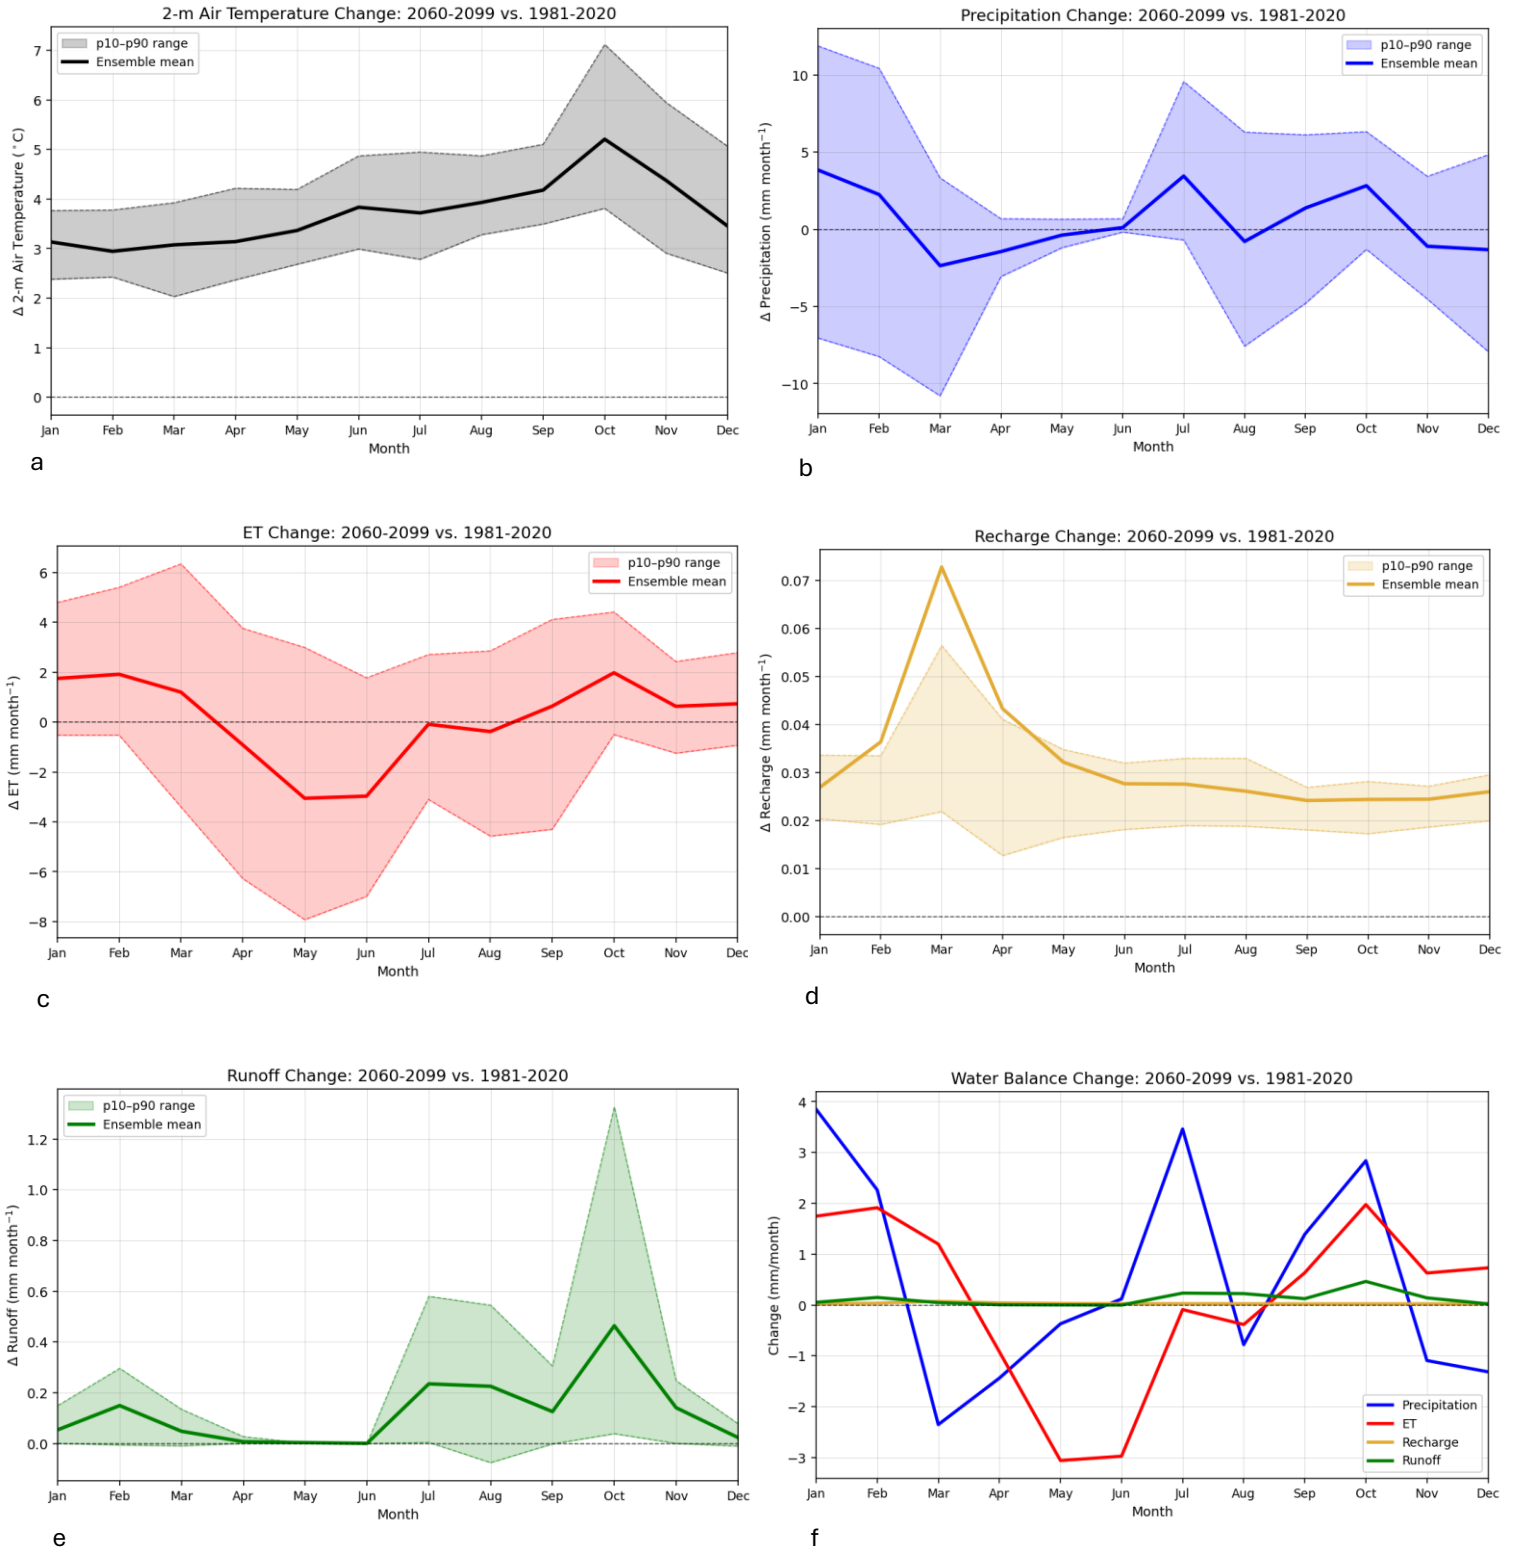 2-m Air Temperature Change: 2060-2099 vs. 1981-2020
p10–p90 range
Ensemble mean
Δ 2-m Air Temperature (°C)
7
6
5
4
3
2
1
0
Jan Feb Mar Apr May Jun Jul Aug Sep Oct Nov Dec
Month
a
Precipitation Change: 2060-2099 vs. 1981-2020
p10–p90 range
Ensemble mean
Δ Precipitation (mm month⁻¹)
10
5
0
−5
−10
Jan Feb Mar Apr May Jun Jul Aug Sep Oct Nov Dec
Month
b
ET Change: 2060-2099 vs. 1981-2020
p10–p90 range
Ensemble mean
Δ ET (mm month⁻¹)
6
4
2
0
−2
−4
−6
−8
Jan Feb Mar Apr May Jun Jul Aug Sep Oct Nov Dec
Month
c
Recharge Change: 2060-2099 vs. 1981-2020
p10–p90 range
Ensemble mean
Δ Recharge (mm month⁻¹)
0.07
0.06
0.05
0.04
0.03
0.02
0.01
0.00
Jan Feb Mar Apr May Jun Jul Aug Sep Oct Nov Dec
Month
d
Runoff Change: 2060-2099 vs. 1981-2020
p10–p90 range
Ensemble mean
Δ Runoff (mm month⁻¹)
1.2
1.0
0.8
0.6
0.4
0.2
0.0
Jan Feb Mar Apr May Jun Jul Aug Sep Oct Nov Dec
Month
e
Water Balance Change: 2060-2099 vs. 1981-2020
Change (mm/month)
4
3
2
1
0
−1
−2
−3
Precipitation
ET
Recharge
Runoff
Jan Feb Mar Apr May Jun Jul Aug Sep Oct Nov Dec
Month
f